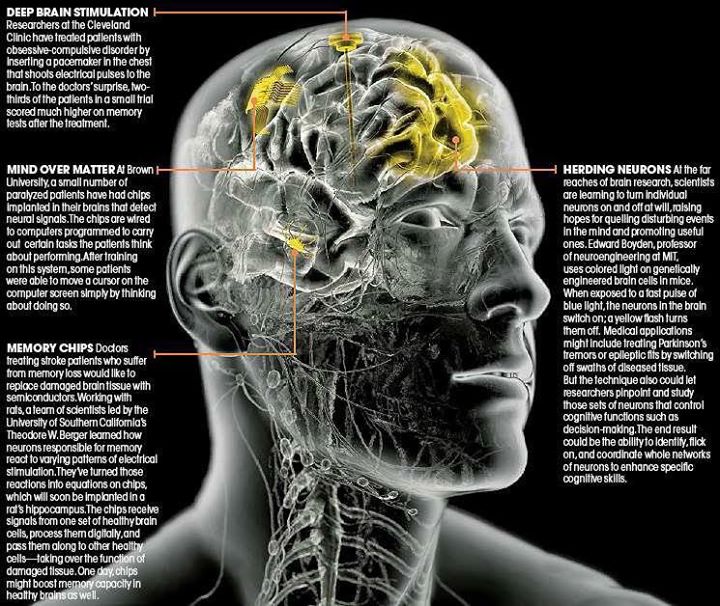 DEEP BRAIN STIMULATION
Researchers at the Cleveland
Clinic have treated patients with
obsessive-compulsive disorder by
inserting a pacemaker in the chest
that shoots electrical pulses to the
brain. To the doctors' surprise, two-
thirds of the patients in a small trial
scored much higher on memory
tests after the treatment.
MIND OVER MATTER At Brown
University, a small number of
paralyzed patients have had chips
implanted in their brains that detect
neural signals. The chips are wired
to computers programmed to carry
out certain tasks the patients think
about performing. After training
on this system, some patients
were able to move a cursor on the
computer screen simply by thinking
about doing so.
MEMORY CHIPS Doctors
treating stroke patients who suffer
from memory loss would like to
replace damaged brain tissue with
semiconductors. Working with
rats, a team of scientists led by the
University of Southern California's
Theodore W. Berger learned how
neurons responsible for memory
react to varying patterns of electrical
stimulation. They've turned those
reactions into equations on chips,
which will soon be implanted in a
rat's hippocampus. The chips receive
signals from one set of healthy brain
cells, process them digitally, and
pass them along to other healthy
cells—taking over the function of
damaged tissue. One day, chips
might boost memory capacity in
healthy brains as well.
HERDING NEURONS At the far
reaches of brain research, scientists
are learning to turn individual
neurons on and off at will, raising
hopes for quelling disturbing events
in the mind and promoting useful
ones. Edward Boyden, professor
of neuroengineering at MIT,
uses colored light on genetically
engineered brain cells in mice.
When exposed to a fast pulse of
blue light, the neurons in the brain
switch on; a yellow flash turns
them off. Medical applications
might include treating Parkinson's
tremors or epileptic fits by switching
off swaths of diseased tissue.
But the technique also could let
researchers pinpoint and study
those sets of neurons that control
cognitive functions such as
decision-making. The end result
could be the ability to identify, flick
on, and coordinate whole networks
of neurons to enhance specific
cognitive skills.